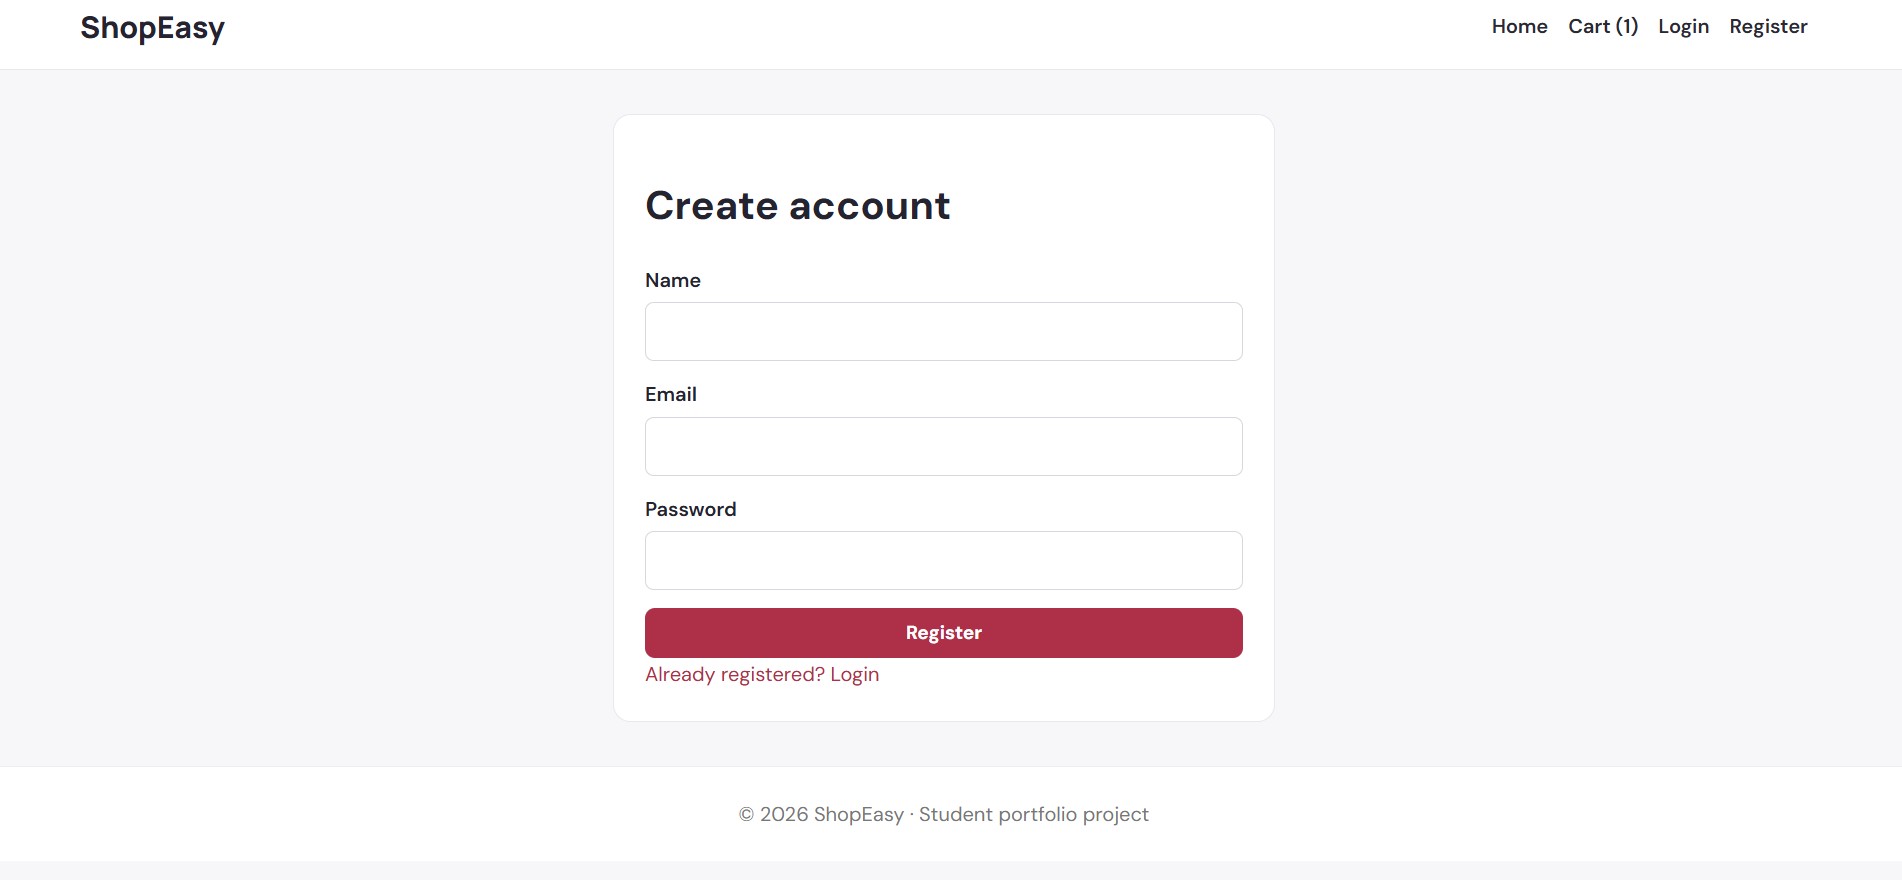 ShopEasy
Home Cart (1) Login Register
Create account
Name
Email
Password
Register
Already registered? Login
© 2026 ShopEasy · Student portfolio project